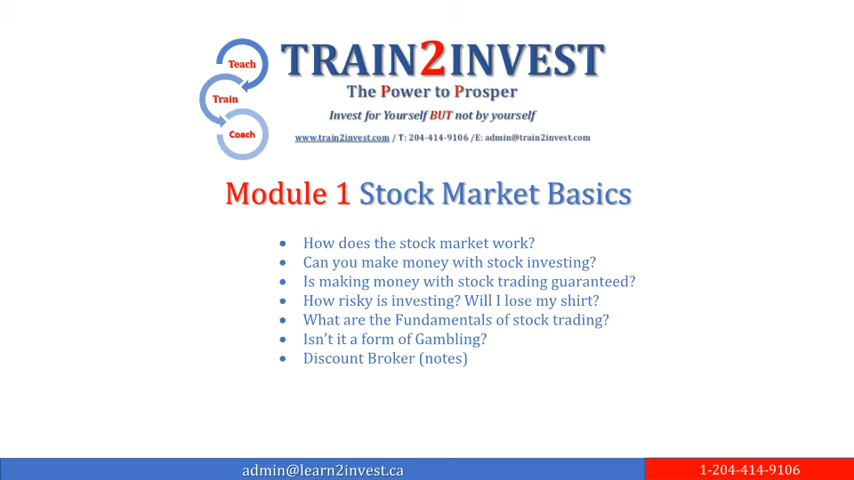 Teach
Train
Coach
TRAIN2INVEST
The Power to Prosper
Invest for Yourself BUT not by yourself
www.train2invest.com / T: 204-414-9106 /E: admin@train2invest.com
Module 1 Stock Market Basics
• How does the stock market work?
• Can you make money with stock investing?
• Is making money with stock trading guaranteed?
• How risky is investing? Will I lose my shirt?
• What are the Fundamentals of stock trading?
• Isn't it a form of Gambling?
• Discount Broker (notes)
admin@learn2invest.ca
1-204-414-9106